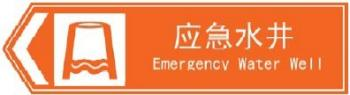 应急水井
Emergency Water Well